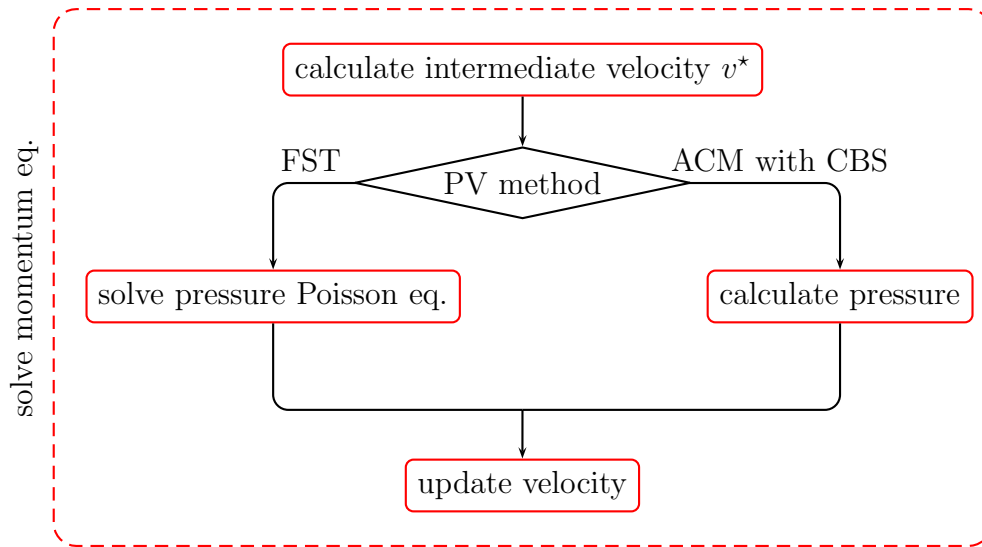 calculate intermediate velocity v⋆
FST
ACM with CBS
PV method
solve momentum eq.
solve pressure Poisson eq.
calculate pressure
update velocity